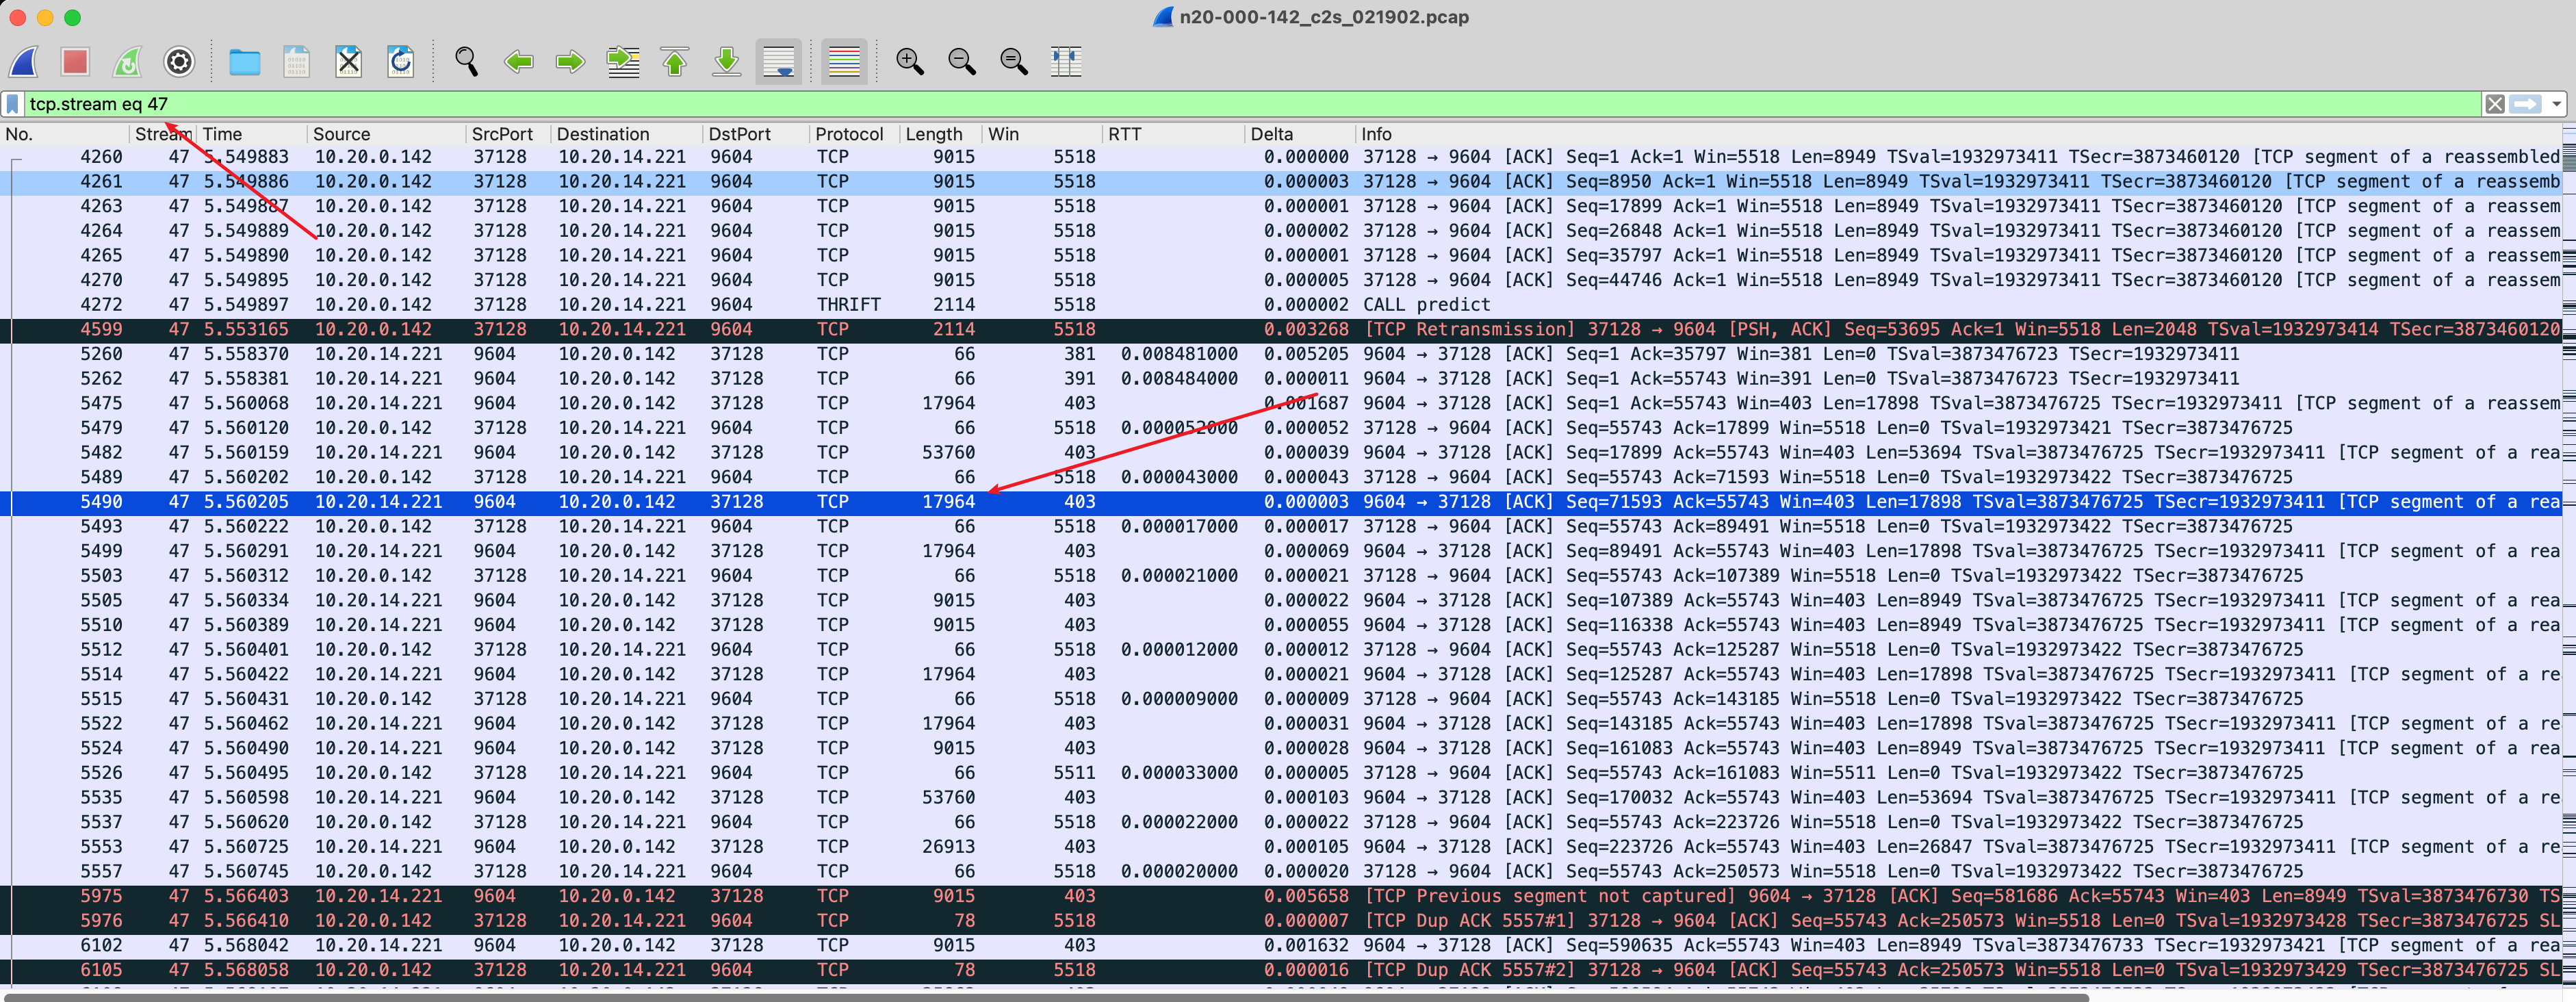 n20-000-142_c2s_021902.pcap
tcp.stream eq 47
No. Stream Time Source SrcPort Destination DstPort Protocol Length Win RTT Delta Info
4260 47 5.549883 10.20.0.142 37128 10.20.14.221 9604 TCP 9015 5518 0.000000 37128 → 9604 [ACK] Seq=1 Ack=1 Win=5518 Len=8949 TSval=1932973411 TSecr=3873460120 [TCP segment of a reassembled
4261 47 5.549886 10.20.0.142 37128 10.20.14.221 9604 TCP 9015 5518 0.000003 37128 → 9604 [ACK] Seq=8950 Ack=1 Win=5518 Len=8949 TSval=1932973411 TSecr=3873460120 [TCP segment of a reassemb
4263 47 5.549887 10.20.0.142 37128 10.20.14.221 9604 TCP 9015 5518 0.000001 37128 → 9604 [ACK] Seq=17899 Ack=1 Win=5518 Len=8949 TSval=1932973411 TSecr=3873460120 [TCP segment of a reassem
4264 47 5.549889 10.20.0.142 37128 10.20.14.221 9604 TCP 9015 5518 0.000002 37128 → 9604 [ACK] Seq=26848 Ack=1 Win=5518 Len=8949 TSval=1932973411 TSecr=3873460120 [TCP segment of a reassem
4265 47 5.549890 10.20.0.142 37128 10.20.14.221 9604 TCP 9015 5518 0.000001 37128 → 9604 [ACK] Seq=35797 Ack=1 Win=5518 Len=8949 TSval=1932973411 TSecr=3873460120 [TCP segment of a reassem
4270 47 5.549895 10.20.0.142 37128 10.20.14.221 9604 TCP 9015 5518 0.000005 37128 → 9604 [ACK] Seq=44746 Ack=1 Win=5518 Len=8949 TSval=1932973411 TSecr=3873460120 [TCP segment of a reassem
4272 47 5.549897 10.20.0.142 37128 10.20.14.221 9604 THRIFT 2114 5518 0.000002 CALL predict
4599 47 5.553165 10.20.0.142 37128 10.20.14.221 9604 TCP 2114 5518 0.003268 [TCP Retransmission] 37128 → 9604 [PSH, ACK] Seq=53695 Ack=1 Win=5518 Len=2048 TSval=1932973414 TSecr=3873460120
5260 47 5.558370 10.20.14.221 9604 10.20.0.142 37128 TCP 66 381 0.008481000 0.005205 9604 → 37128 [ACK] Seq=1 Ack=35797 Win=381 Len=0 TSval=3873476723 TSecr=1932973411
5262 47 5.558381 10.20.14.221 9604 10.20.0.142 37128 TCP 66 391 0.008484000 0.000011 9604 → 37128 [ACK] Seq=1 Ack=55743 Win=391 Len=0 TSval=3873476723 TSecr=1932973411
5475 47 5.560068 10.20.14.221 9604 10.20.0.142 37128 TCP 17964 403 0.001687 9604 → 37128 [ACK] Seq=1 Ack=55743 Win=403 Len=17898 TSval=3873476725 TSecr=1932973411 [TCP segment of a reassem
5479 47 5.560120 10.20.0.142 37128 10.20.14.221 9604 TCP 66 5518 0.000052000 0.000052 37128 → 9604 [ACK] Seq=55743 Ack=17899 Win=5518 Len=0 TSval=1932973421 TSecr=3873476725
5482 47 5.560159 10.20.14.221 9604 10.20.0.142 37128 TCP 53760 403 0.000039 9604 → 37128 [ACK] Seq=17899 Ack=55743 Win=403 Len=53694 TSval=3873476725 TSecr=1932973411 [TCP segment of a rea
5489 47 5.560202 10.20.0.142 37128 10.20.14.221 9604 TCP 66 5518 0.000043000 0.000043 37128 → 9604 [ACK] Seq=55743 Ack=71593 Win=5518 Len=0 TSval=1932973422 TSecr=3873476725
5490 47 5.560205 10.20.14.221 9604 10.20.0.142 37128 TCP 17964 403 0.000003 9604 → 37128 [ACK] Seq=71593 Ack=55743 Win=403 Len=17898 TSval=3873476725 TSecr=1932973411 [TCP segment of a rea
5493 47 5.560222 10.20.0.142 37128 10.20.14.221 9604 TCP 66 5518 0.000017000 0.000017 37128 → 9604 [ACK] Seq=55743 Ack=89491 Win=5518 Len=0 TSval=1932973422 TSecr=3873476725
5499 47 5.560291 10.20.14.221 9604 10.20.0.142 37128 TCP 17964 403 0.000069 9604 → 37128 [ACK] Seq=89491 Ack=55743 Win=403 Len=17898 TSval=3873476725 TSecr=1932973411 [TCP segment of a rea
5503 47 5.560312 10.20.0.142 37128 10.20.14.221 9604 TCP 66 5518 0.000021000 0.000021 37128 → 9604 [ACK] Seq=55743 Ack=107389 Win=5518 Len=0 TSval=1932973422 TSecr=3873476725
5505 47 5.560334 10.20.14.221 9604 10.20.0.142 37128 TCP 9015 403 0.000022 9604 → 37128 [ACK] Seq=107389 Ack=55743 Win=403 Len=8949 TSval=3873476725 TSecr=1932973411 [TCP segment of a rea
5510 47 5.560389 10.20.14.221 9604 10.20.0.142 37128 TCP 9015 403 0.000055 9604 → 37128 [ACK] Seq=116338 Ack=55743 Win=403 Len=8949 TSval=3873476725 TSecr=1932973411 [TCP segment of a rea
5512 47 5.560401 10.20.0.142 37128 10.20.14.221 9604 TCP 66 5518 0.000012000 0.000012 37128 → 9604 [ACK] Seq=55743 Ack=125287 Win=5518 Len=0 TSval=1932973422 TSecr=3873476725
5514 47 5.560422 10.20.14.221 9604 10.20.0.142 37128 TCP 17964 403 0.000021 9604 → 37128 [ACK] Seq=125287 Ack=55743 Win=403 Len=17898 TSval=3873476725 TSecr=1932973411 [TCP segment of a re
5515 47 5.560431 10.20.0.142 37128 10.20.14.221 9604 TCP 66 5518 0.000009000 0.000009 37128 → 9604 [ACK] Seq=55743 Ack=143185 Win=5518 Len=0 TSval=1932973422 TSecr=3873476725
5522 47 5.560462 10.20.14.221 9604 10.20.0.142 37128 TCP 17964 403 0.000031 9604 → 37128 [ACK] Seq=143185 Ack=55743 Win=403 Len=17898 TSval=3873476725 TSecr=1932973411 [TCP segment of a re
5524 47 5.560490 10.20.14.221 9604 10.20.0.142 37128 TCP 9015 403 0.000028 9604 → 37128 [ACK] Seq=161083 Ack=55743 Win=403 Len=8949 TSval=3873476725 TSecr=1932973411 [TCP segment of a rea
5526 47 5.560495 10.20.0.142 37128 10.20.14.221 9604 TCP 66 5511 0.000033000 0.000005 37128 → 9604 [ACK] Seq=55743 Ack=161083 Win=5511 Len=0 TSval=1932973422 TSecr=3873476725
5535 47 5.560598 10.20.14.221 9604 10.20.0.142 37128 TCP 53760 403 0.000103 9604 → 37128 [ACK] Seq=170032 Ack=55743 Win=403 Len=53694 TSval=3873476725 TSecr=1932973411 [TCP segment of a re
5537 47 5.560620 10.20.0.142 37128 10.20.14.221 9604 TCP 66 5518 0.000022000 0.000022 37128 → 9604 [ACK] Seq=55743 Ack=223726 Win=5518 Len=0 TSval=1932973422 TSecr=3873476725
5553 47 5.560725 10.20.14.221 9604 10.20.0.142 37128 TCP 26913 403 0.000105 9604 → 37128 [ACK] Seq=223726 Ack=55743 Win=403 Len=26847 TSval=3873476725 TSecr=1932973411 [TCP segment of a re
5557 47 5.560745 10.20.0.142 37128 10.20.14.221 9604 TCP 66 5518 0.000020000 0.000020 37128 → 9604 [ACK] Seq=55743 Ack=250573 Win=5518 Len=0 TSval=1932973422 TSecr=3873476725
5975 47 5.566403 10.20.14.221 9604 10.20.0.142 37128 TCP 9015 403 0.005658 [TCP Previous segment not captured] 9604 → 37128 [ACK] Seq=581686 Ack=55743 Win=403 Len=8949 TSval=3873476730 TS
5976 47 5.566410 10.20.0.142 37128 10.20.14.221 9604 TCP 78 5518 0.000007 [TCP Dup ACK 5557#1] 37128 → 9604 [ACK] Seq=55743 Ack=250573 Win=5518 Len=0 TSval=1932973428 TSecr=3873476725 SL
6102 47 5.568042 10.20.14.221 9604 10.20.0.142 37128 TCP 9015 403 0.001632 9604 → 37128 [ACK] Seq=590635 Ack=55743 Win=403 Len=8949 TSval=3873476733 TSecr=1932973421 [TCP segment of a rea
6105 47 5.568058 10.20.0.142 37128 10.20.14.221 9604 TCP 78 5518 0.000016 [TCP Dup ACK 5557#2] 37128 → 9604 [ACK] Seq=55743 Ack=250573 Win=5518 Len=0 TSval=1932973429 TSecr=3873476725 SL